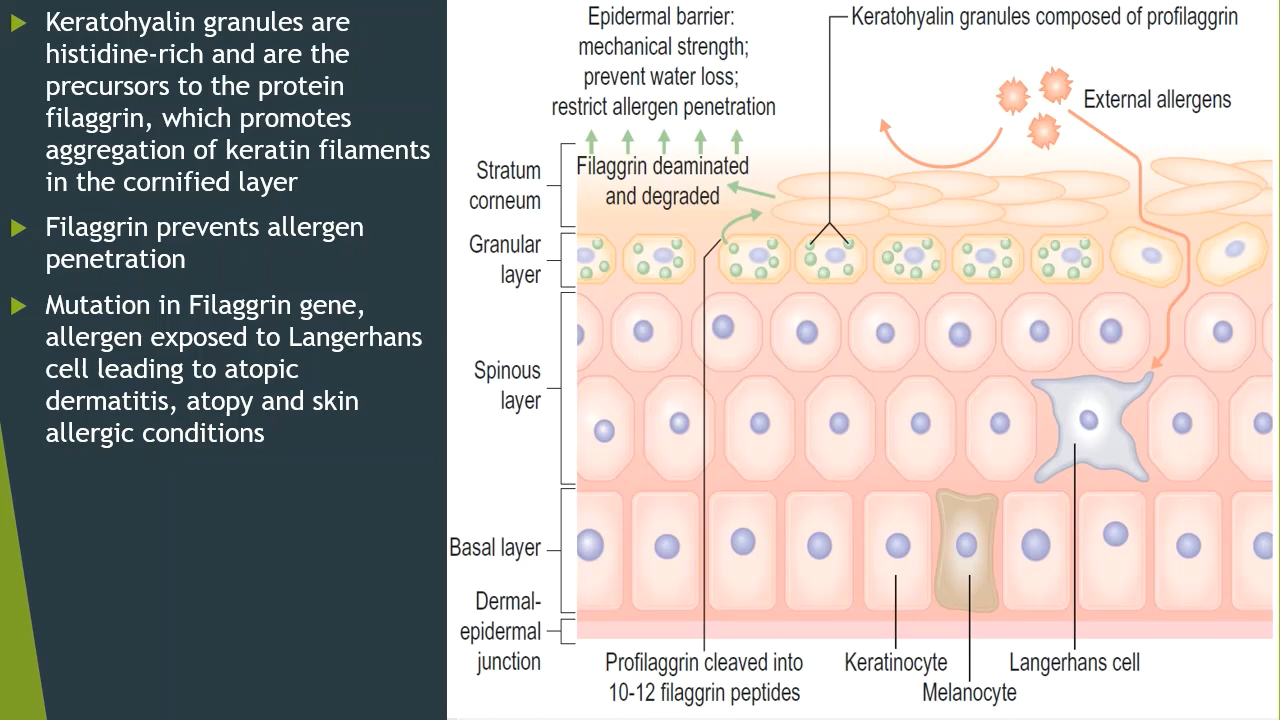 Keratohyalin granules are
histidine-rich and are the
precursors to the protein
filaggrin, which promotes
aggregation of keratin filaments
in the cornified layer
Filaggrin prevents allergen
penetration
Mutation in Filaggrin gene,
allergen exposed to Langerhans
cell leading to atopic
dermatitis, atopy and skin
allergic conditions
Epidermal barrier:
mechanical strength;
prevent water loss;
restrict allergen penetration
Keratohyalin granules composed of profilaggrin
External allergens
Filaggrin deaminated
and degraded
Stratum
corneum
Granular
layer
Spinous
layer
Basal layer
Dermal-
epidermal
junction
Profilaggrin cleaved into
10-12 filaggrin peptides
Keratinocyte
Melanocyte
Langerhans cell